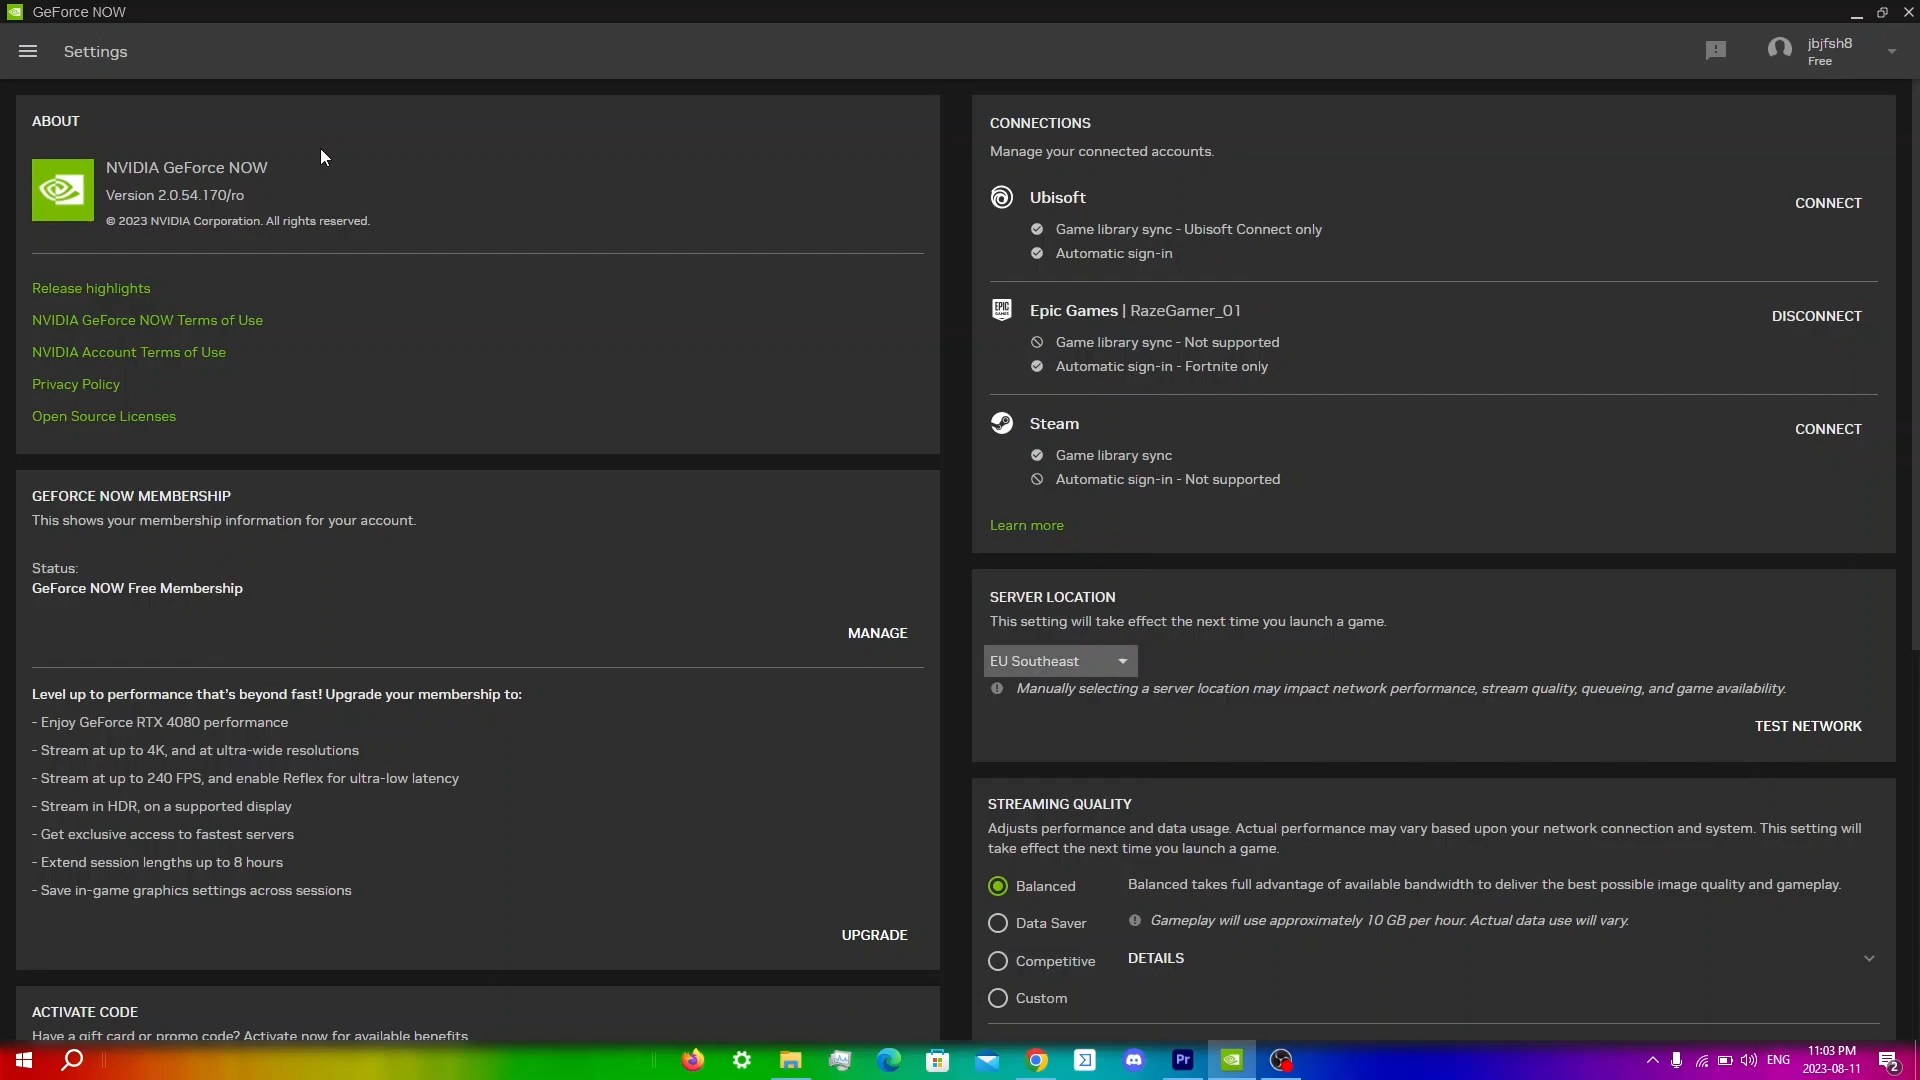 GeForce NOW
Settings
jbjfsh8
Free
ABOUT
NVIDIA GeForce NOW
Version 2.0.54.170/ro
© 2023 NVIDIA Corporation. All rights reserved.
Release highlights
NVIDIA GeForce NOW Terms of Use
NVIDIA Account Terms of Use
Privacy Policy
Open Source Licenses
GEFORCE NOW MEMBERSHIP
This shows your membership information for your account.
Status:
GeForce NOW Free Membership
MANAGE
Level up to performance that's beyond fast! Upgrade your membership to:
- Enjoy GeForce RTX 4080 performance
- Stream at up to 4K, and at ultra-wide resolutions
- Stream at up to 240 FPS, and enable Reflex for ultra-low latency
- Stream in HDR, on a supported display
- Get exclusive access to fastest servers
- Extend session lengths up to 8 hours
- Save in-game graphics settings across sessions
UPGRADE
ACTIVATE CODE
Have a gift card or promo code? Activate now for available benefits
CONNECTIONS
Manage your connected accounts.
Ubisoft
CONNECT
Game library sync - Ubisoft Connect only
Automatic sign-in
EPIC GAMES
Epic Games | RazeGamer_01
DISCONNECT
Game library sync - Not supported
Automatic sign-in - Fortnite only
Steam
CONNECT
Game library sync
Automatic sign-in - Not supported
Learn more
SERVER LOCATION
This setting will take effect the next time you launch a game.
EU Southeast
Manually selecting a server location may impact network performance, stream quality, queueing, and game availability.
TEST NETWORK
STREAMING QUALITY
Adjusts performance and data usage. Actual performance may vary based upon your network connection and system. This setting will
take effect the next time you launch a game.
Balanced
Balanced takes full advantage of available bandwidth to deliver the best possible image quality and gameplay.
Data Saver
Gameplay will use approximately 10 GB per hour. Actual data use will vary.
Competitive
DETAILS
Custom
Pr
ENG
11:03 PM
2023-08-11
2